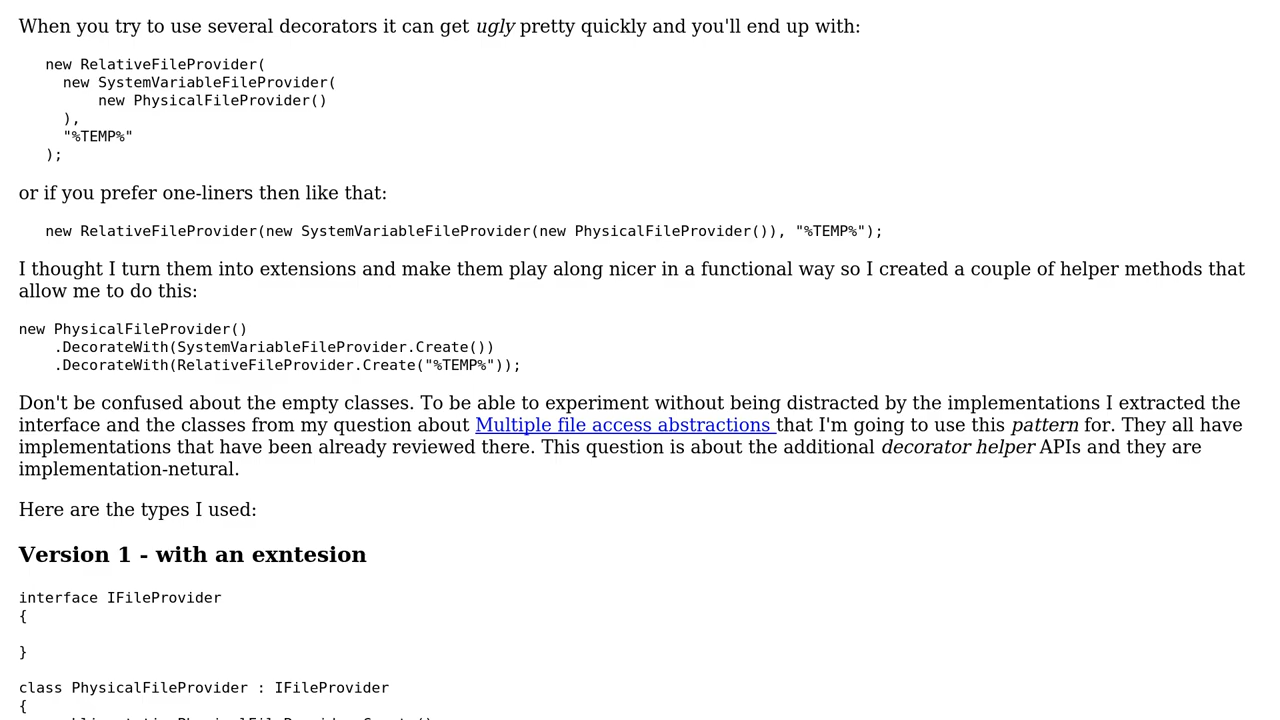 When you try to use several decorators it can get ugly pretty quickly and you'll end up with:
new RelativeFileProvider(
new SystemVariableFileProvider(
new PhysicalFileProvider()
),
"%TEMP%"
);
or if you prefer one-liners then like that:
new RelativeFileProvider(new SystemVariableFileProvider(new PhysicalFileProvider()), "%TEMP%");
I thought I turn them into extensions and make them play along nicer in a functional way so I created a couple of helper methods that
allow me to do this:
new PhysicalFileProvider()
.DecorateWith(SystemVariableFileProvider.Create())
.DecorateWith(RelativeFileProvider.Create("%TEMP%"));
Don't be confused about the empty classes. To be able to experiment without being distracted by the implementations I extracted the
interface and the classes from my question about Multiple file access abstractions that I'm going to use this pattern for. They all have
implementations that have been already reviewed there. This question is about the additional decorator helper APIs and they are
implementation-netural.
Here are the types I used:
Version 1 - with an exntesion
interface IFileProvider
{
}
class PhysicalFileProvider : IFileProvider
{